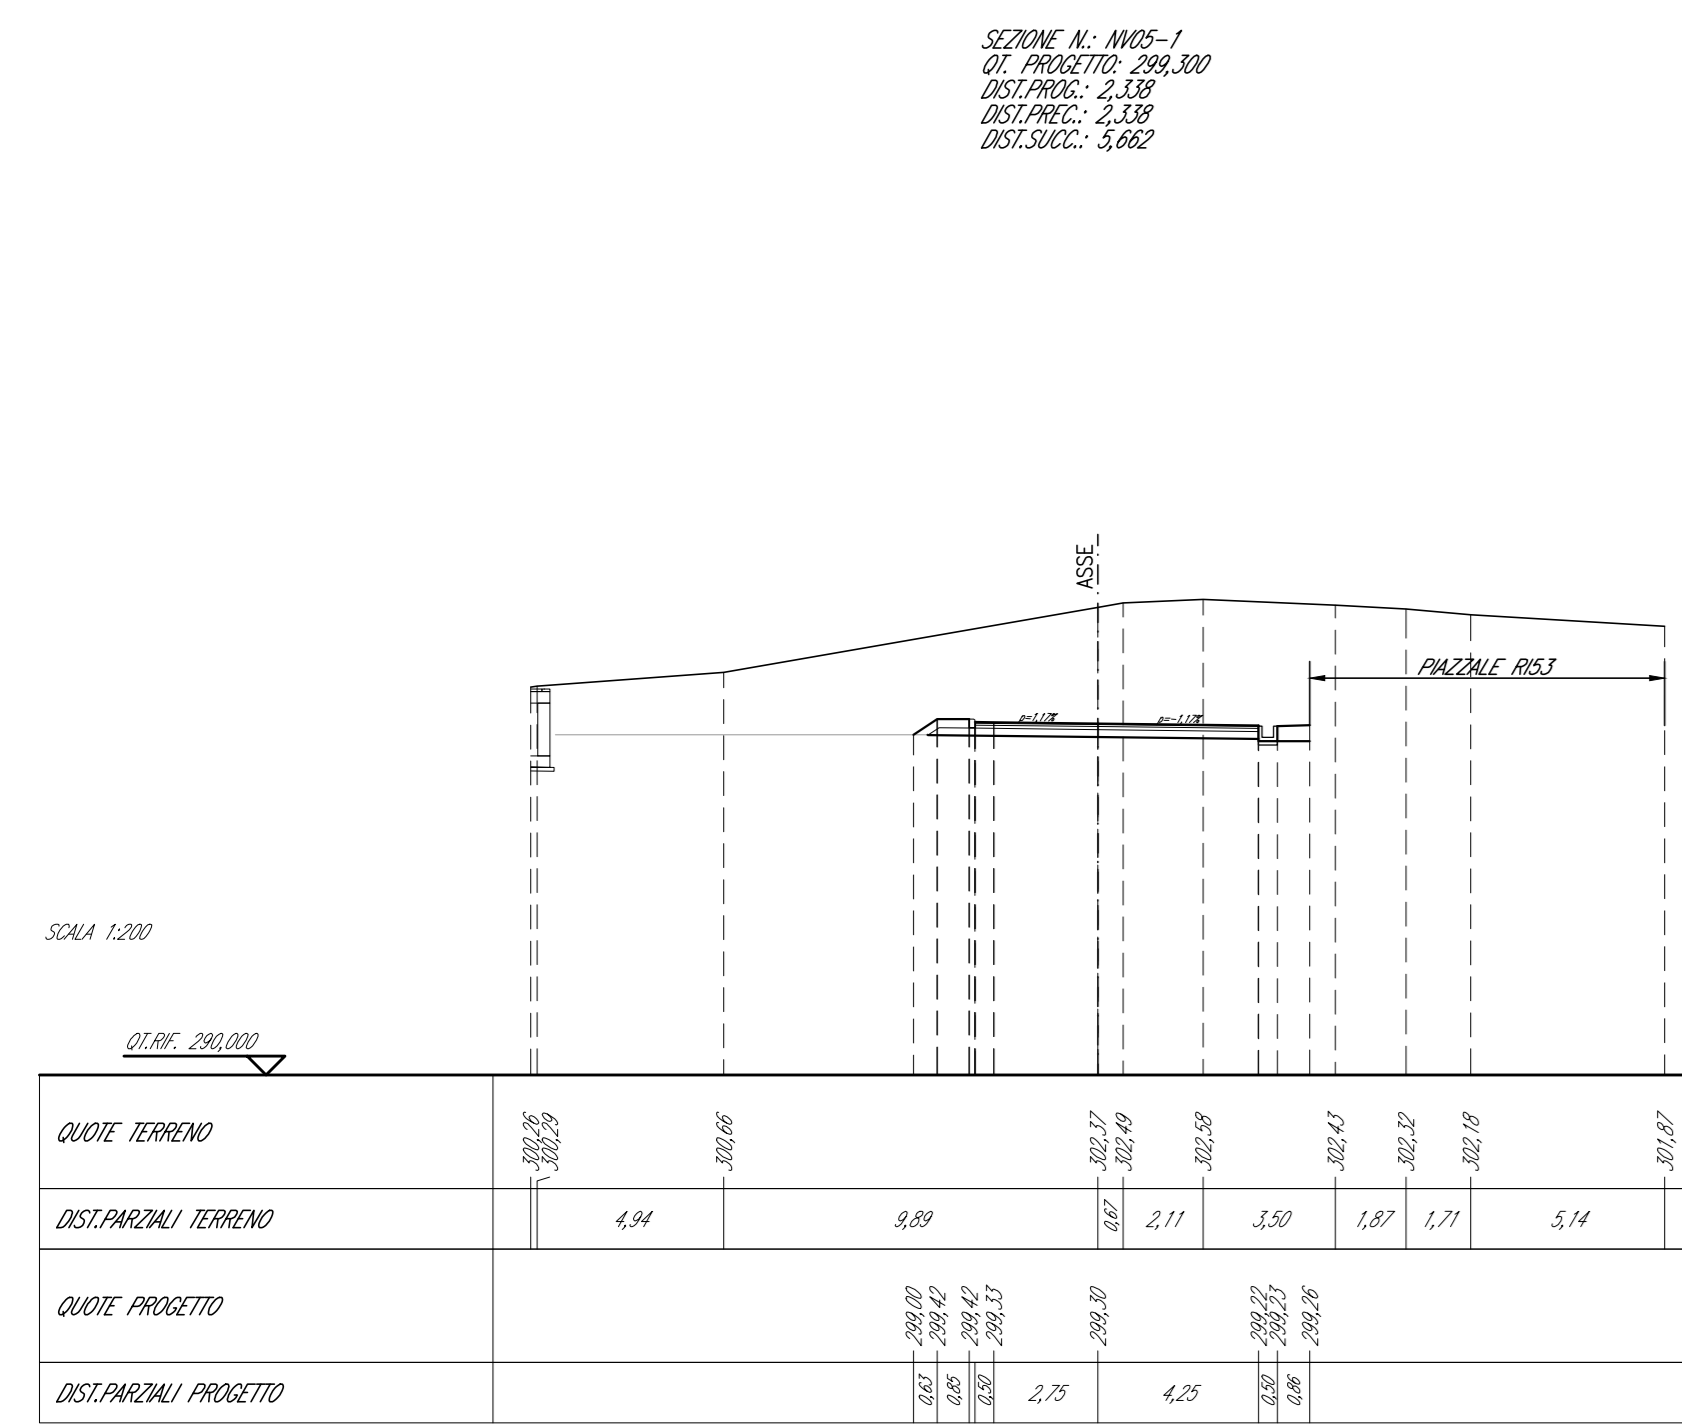 SEZIONE N.: NV05-1
QT. PROGETTO: 299,300
DIST.PROG.: 2,338
DIST.PREC.: 2,338
DIST.SUCC.: 5,662
ASSE
PIAZZALE RI53
p=1,17% p=-1,17%
SCALA 1:200
QT.RIF. 290,000
QUOTE TERRENO 300,26 300,29 300,66 302,37 302,49 302,58 302,43 302,32 302,18 301,87
DIST.PARZIALI TERRENO 4,94 9,89 0,67 2,11 3,50 1,87 1,71 5,14
QUOTE PROGETTO 299,00 299,42 299,42 299,33 299,30 299,22 299,23 299,26
DIST.PARZIALI PROGETTO 0,63 0,85 0,50 2,75 4,25 0,50 0,86